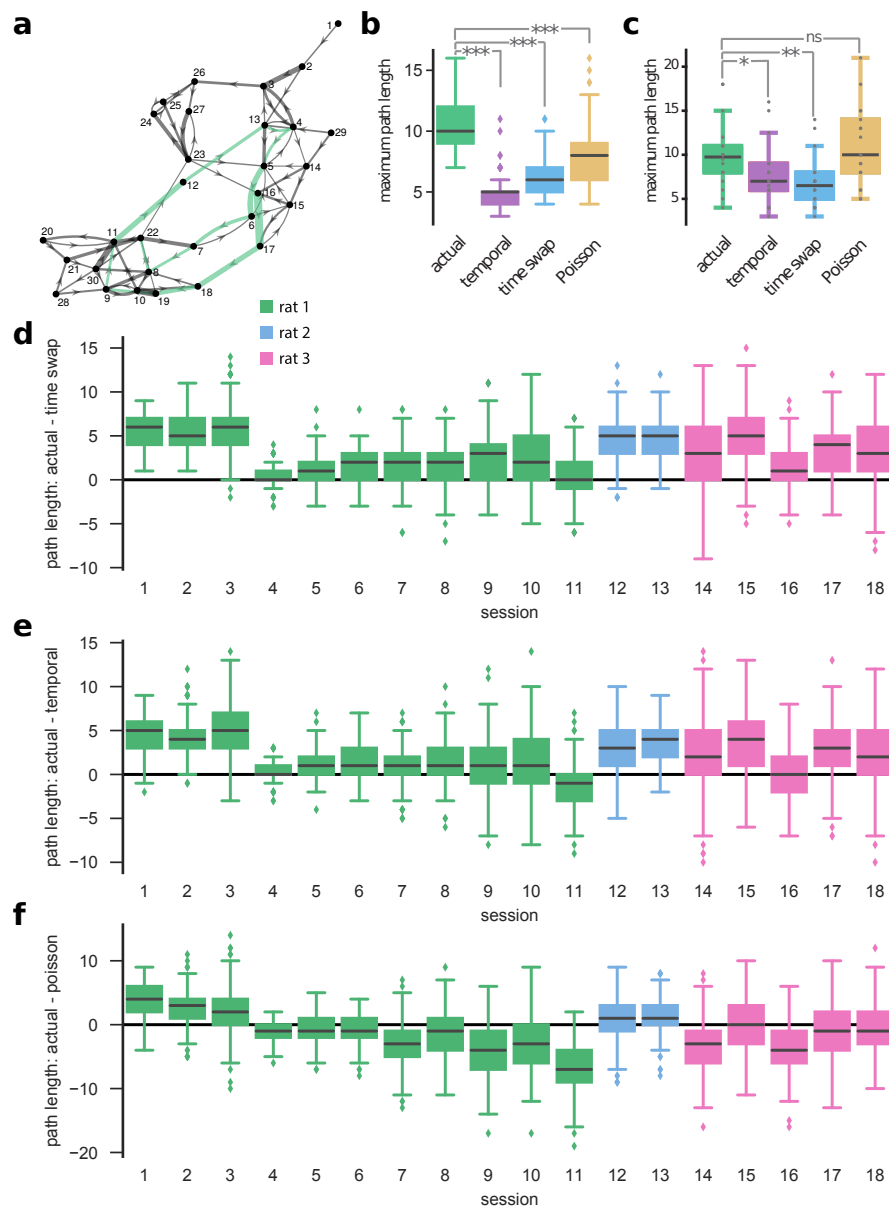 a
1
2
26
3
25
27
13
4
24
29
23
5
14
12
16
15
6
20
11
22
7
17
21
30
8
28
9
10
19
18
b
***
***
***
maximum path length
15
10
5
actual
temporal
time swap
Poisson
c
ns
**
*
maximum path length
20
15
10
5
actual
temporal
time swap
Poisson
rat 1
rat 2
rat 3
d
path length: actual - time swap
15
10
5
0
−5
−10
1 2 3 4 5 6 7 8 9 10 11 12 13 14 15 16 17 18
session
e
path length: actual - temporal
15
10
5
0
−5
−10
1 2 3 4 5 6 7 8 9 10 11 12 13 14 15 16 17 18
session
f
path length: actual - poisson
10
0
−10
−20
1 2 3 4 5 6 7 8 9 10 11 12 13 14 15 16 17 18
session